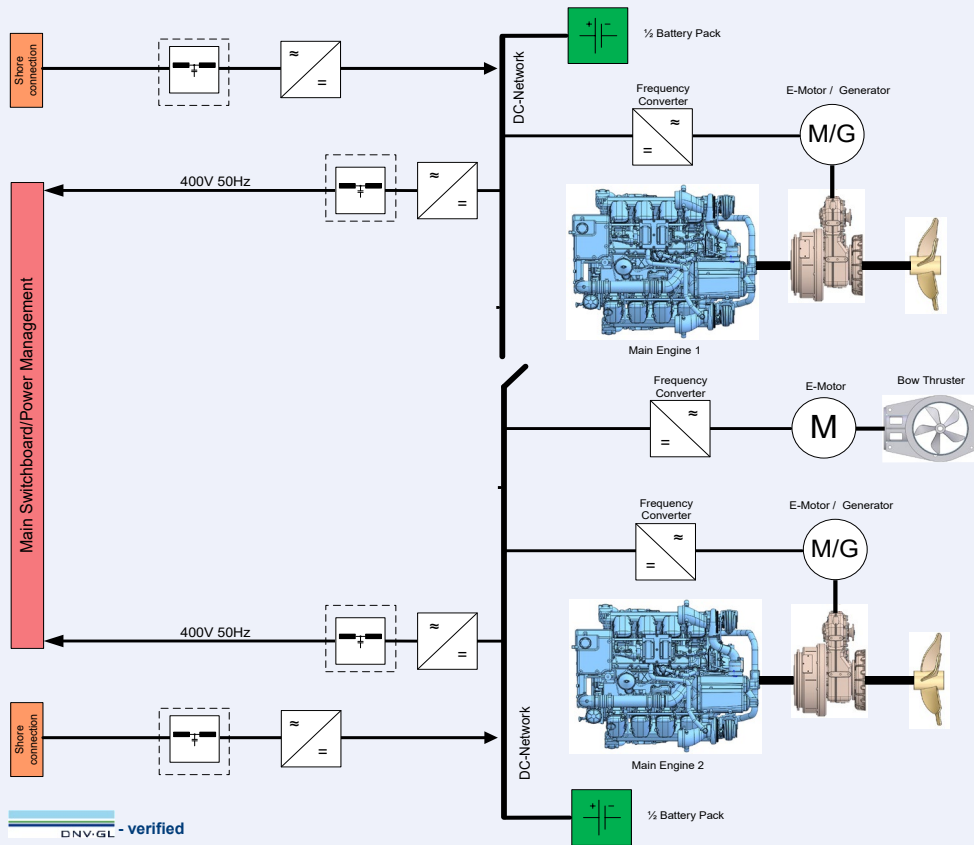 ½ Battery Pack
Shore
connection
≈
=
DC-Network
Frequency
Converter
≈
=
E-Motor / Generator
M/G
400V 50Hz
≈
=
Main Engine 1
Main Switchboard/Power Management
Frequency
Converter
≈
=
E-Motor
M
Bow Thruster
Frequency
Converter
≈
=
E-Motor / Generator
M/G
400V 50Hz
≈
=
Shore
connection
≈
=
DC-Network
Main Engine 2
½ Battery Pack
DNV·GL - verified